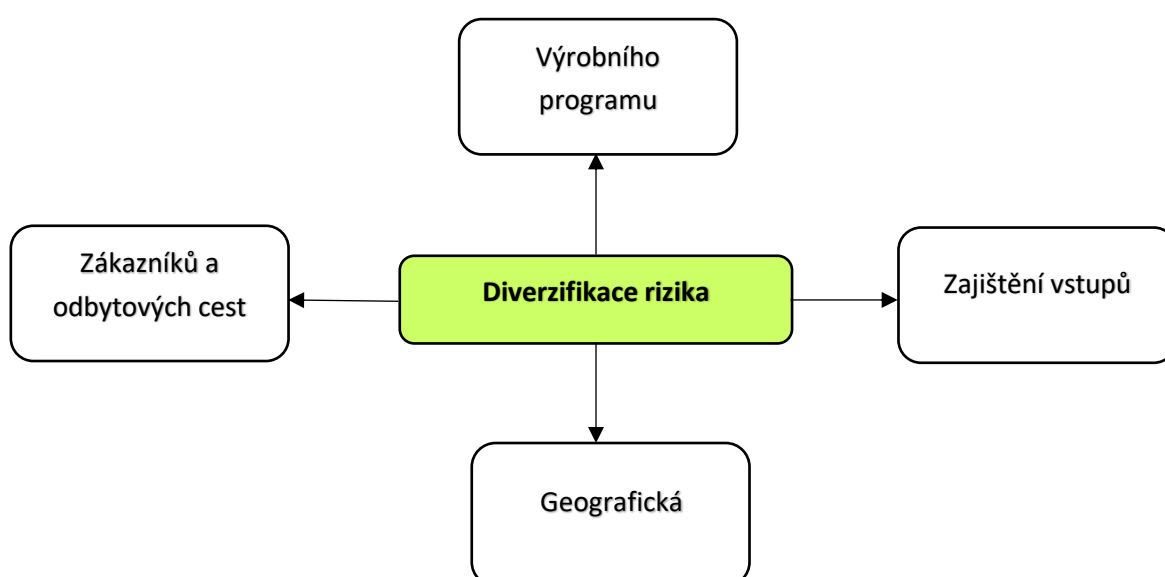 Výrobního
programu
Zákazníků a
odbytových cest
Diverzifikace rizika
Zajištění vstupů
Geografická